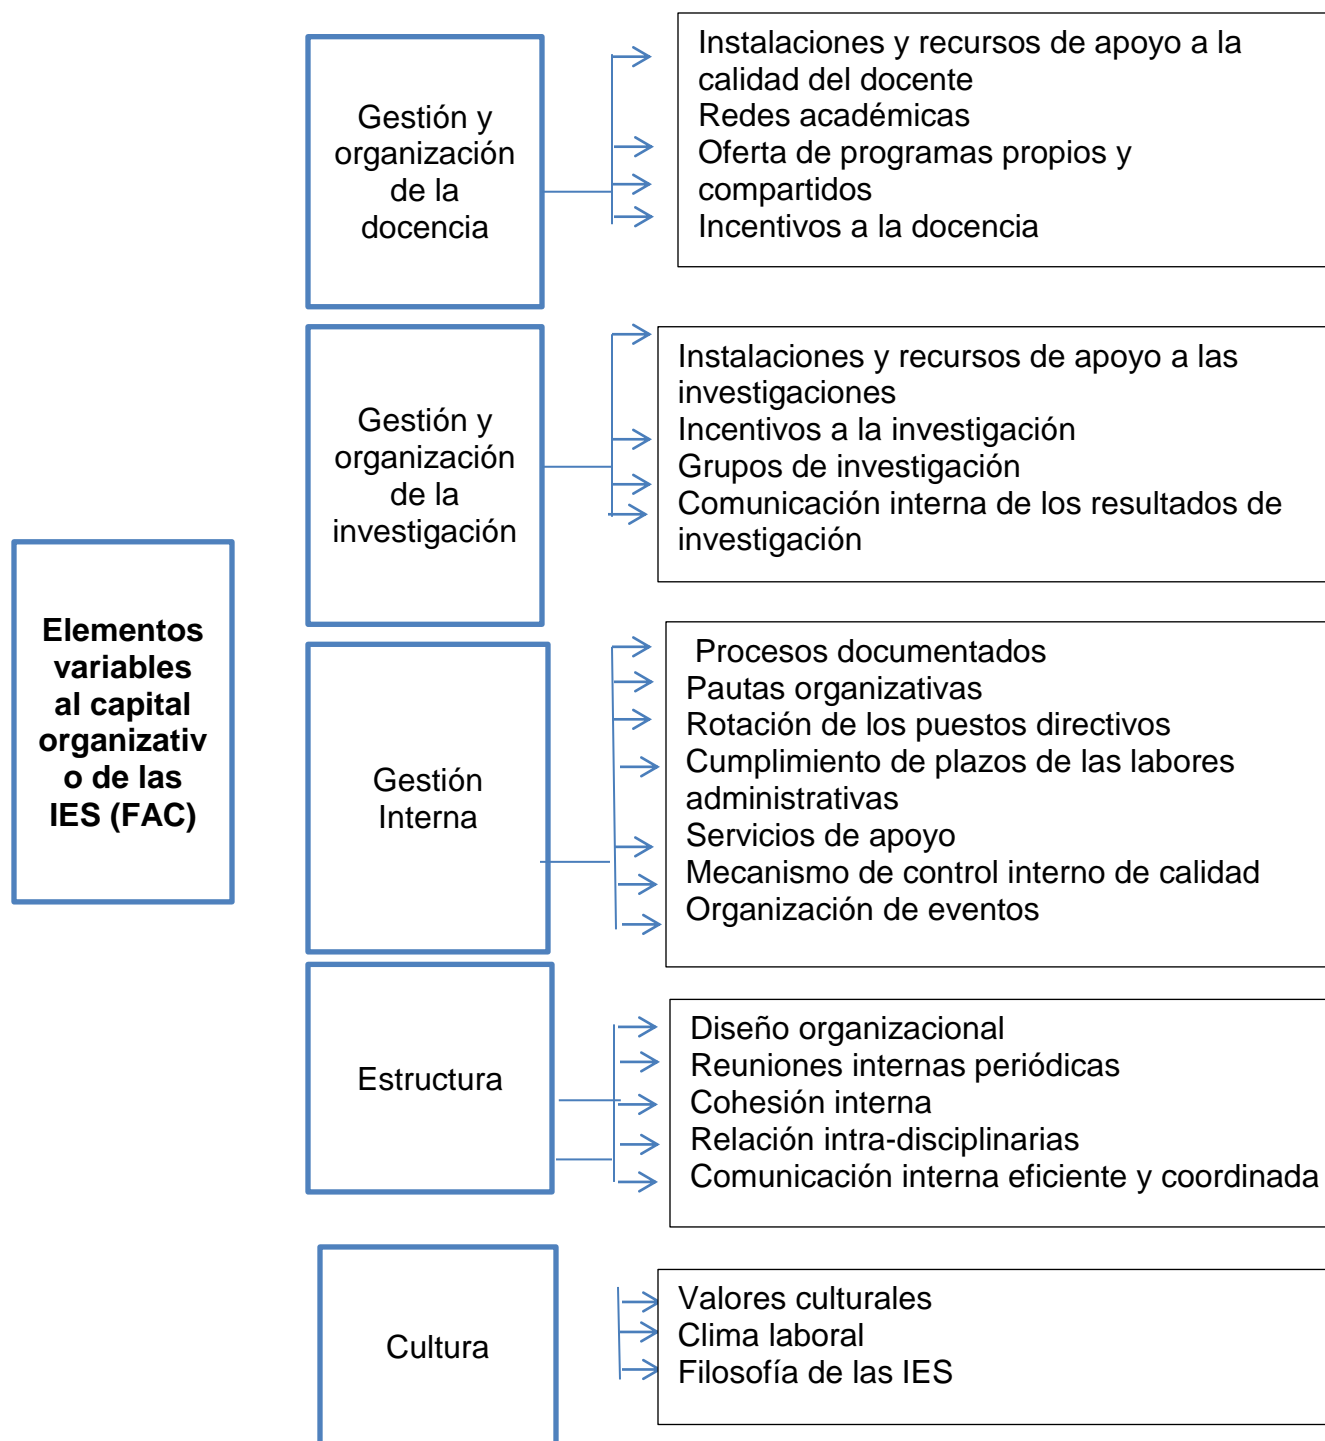 Elementos
variables
al capital
organizativ
o de las
IES (FAC)
Gestión y
organización
de la
docencia
Instalaciones y recursos de apoyo a la
calidad del docente
Redes académicas
Oferta de programas propios y
compartidos
Incentivos a la docencia
Gestión y
organización
de la
investigación
Instalaciones y recursos de apoyo a las
investigaciones
Incentivos a la investigación
Grupos de investigación
Comunicación interna de los resultados de
investigación
Gestión
Interna
Procesos documentados
Pautas organizativas
Rotación de los puestos directivos
Cumplimiento de plazos de las labores
administrativas
Servicios de apoyo
Mecanismo de control interno de calidad
Organización de eventos
Estructura
Diseño organizacional
Reuniones internas periódicas
Cohesión interna
Relación intra-disciplinarias
Comunicación interna eficiente y coordinada
Cultura
Valores culturales
Clima laboral
Filosofía de las IES